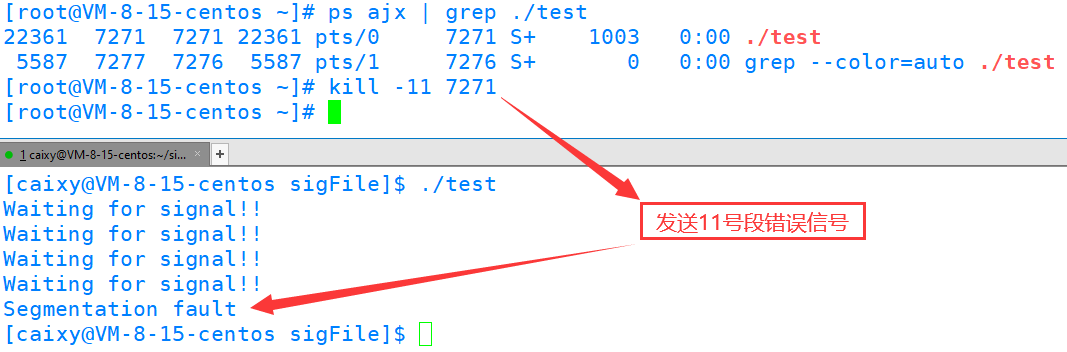 [root@VM-8-15-centos ~]# ps ajx | grep ./test
22361  7271  7271 22361 pts/0     7271 S+    1003   0:00 ./test
 5587  7277  7276  5587 pts/1     7276 S+       0   0:00 grep --color=auto ./test
[root@VM-8-15-centos ~]# kill -11 7271
[root@VM-8-15-centos ~]#
1 caixy@VM-8-15-centos:~/si... × +
[caixy@VM-8-15-centos sigFile]$ ./test
Waiting for signal!!
Waiting for signal!!
Waiting for signal!!
Waiting for signal!!
Segmentation fault
[caixy@VM-8-15-centos sigFile]$
发送11号段错误信号